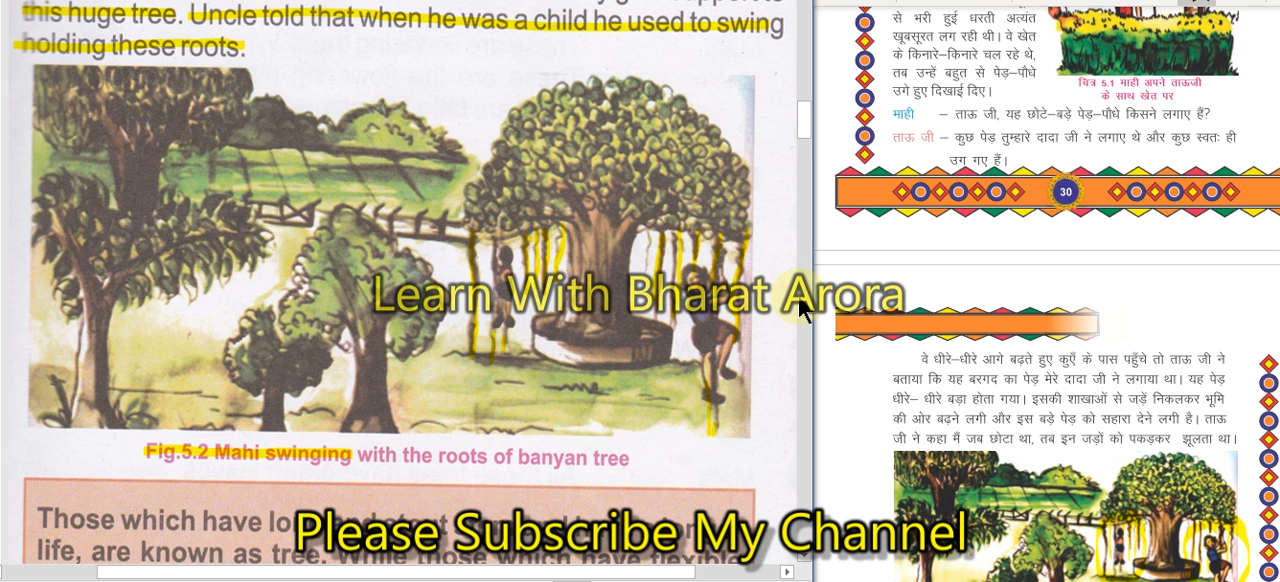 this huge tree. Uncle told that when he was a child he used to swing
holding these roots.
Fig.5.2 Mahi swinging with the roots of banyan tree
Those which have
life, are known as tree. While those which have flexible
Learn With Bharat Arora
Please Subscribe My Channel
से भरी हुई धरती अत्यंत
खूबसूरत लग रही थी। वे खेत
के किनारे–किनारे चल रहे थे,
तब उन्हें बहुत से पेड़–पौधे
उगे हुए दिखाई दिए।
चित्र 5.1 माही अपने ताऊजी
के साथ खेत पर
माही – ताऊ जी, यह छोटे–बड़े पेड़–पौधे किसने लगाए हैं?
ताऊ जी – कुछ पेड़ तुम्हारे दादा जी ने लगाए थे और कुछ स्वतः ही
उग गए हैं।
30
वे धीरे–धीरे आगे बढ़ते हुए कुएँ के पास पहुँचे तो ताऊ जी ने
बताया कि यह बरगद का पेड़ मेरे दादा जी ने लगाया था। यह पेड़
धीरे– धीरे बड़ा होता गया। इसकी शाखाओं से जड़ें निकलकर भूमि
की ओर बढ़ने लगी और इस बड़े पेड़ को सहारा देने लगी है। ताऊ
जी ने कहा मैं जब छोटा था, तब इन जड़ों को पकड़कर झूलता था।